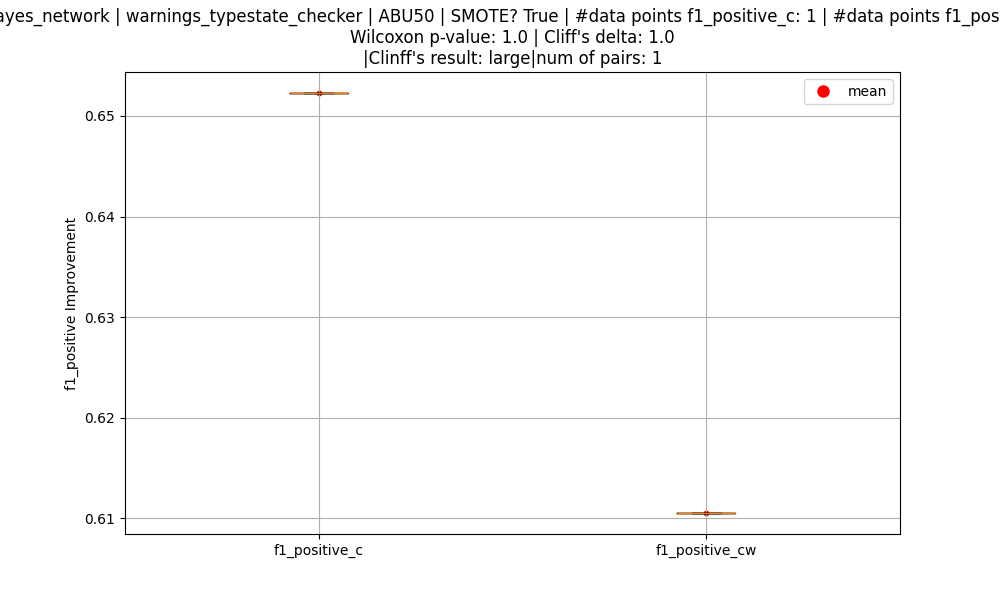 ayes_network | warnings_typestate_checker | ABU50 | SMOTE? True | #data points f1_positive_c: 1 | #data points f1_pos
Wilcoxon p-value: 1.0 | Cliff's delta: 1.0
|Clinff's result: large|num of pairs: 1
mean
0.65
0.64
0.63
0.62
0.61
f1_positive Improvement
f1_positive_c
f1_positive_cw